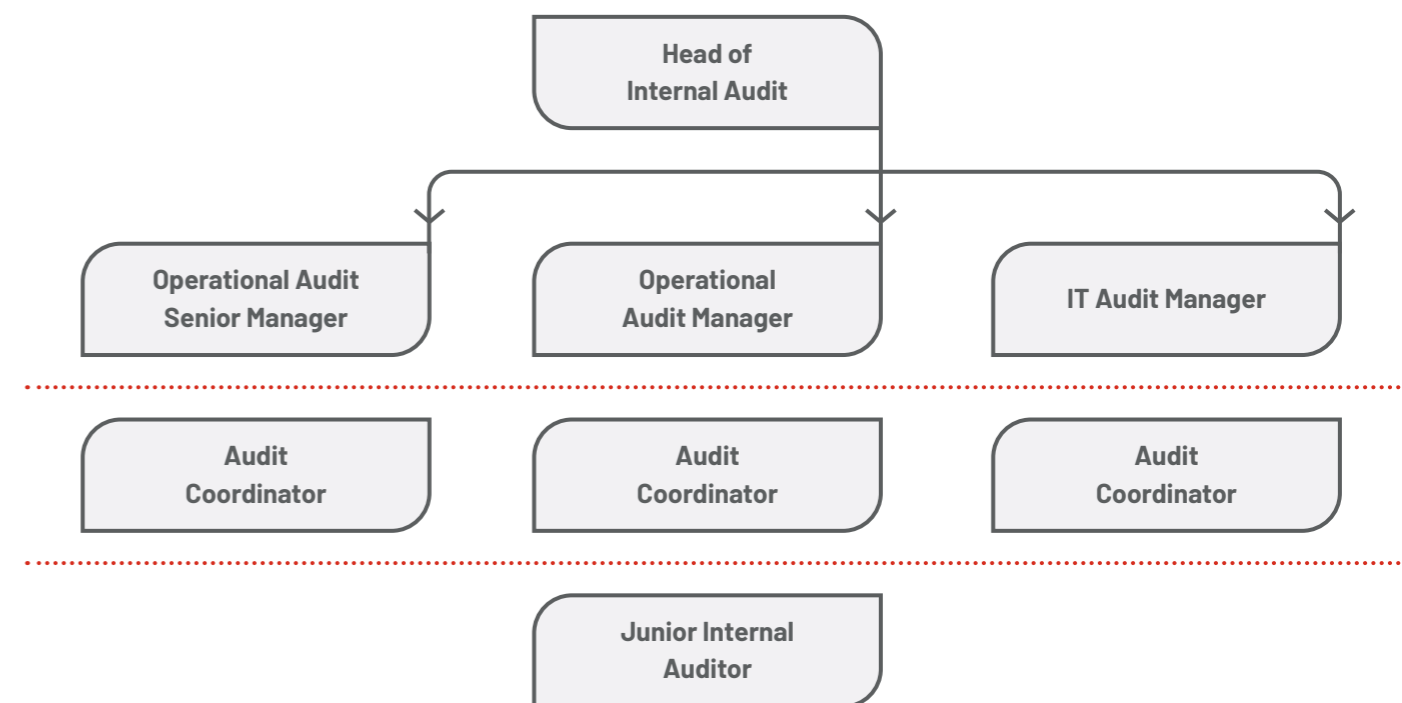 Head of
Internal Audit
Operational Audit
Senior Manager
Operational
Audit Manager
IT Audit Manager
Audit
Coordinator
Audit
Coordinator
Audit
Coordinator
Junior Internal
Auditor